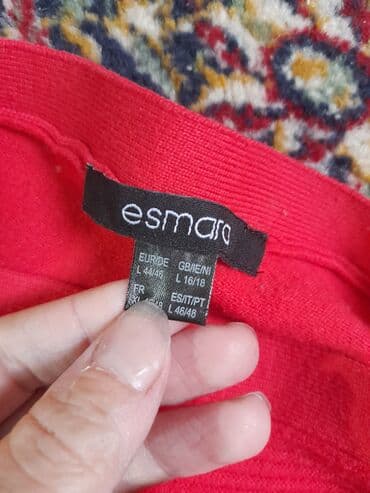 esmara
EUR/DE GB/IE/NI
L 44/46 L 16/18
FR ES/IT/PT
L 46/48